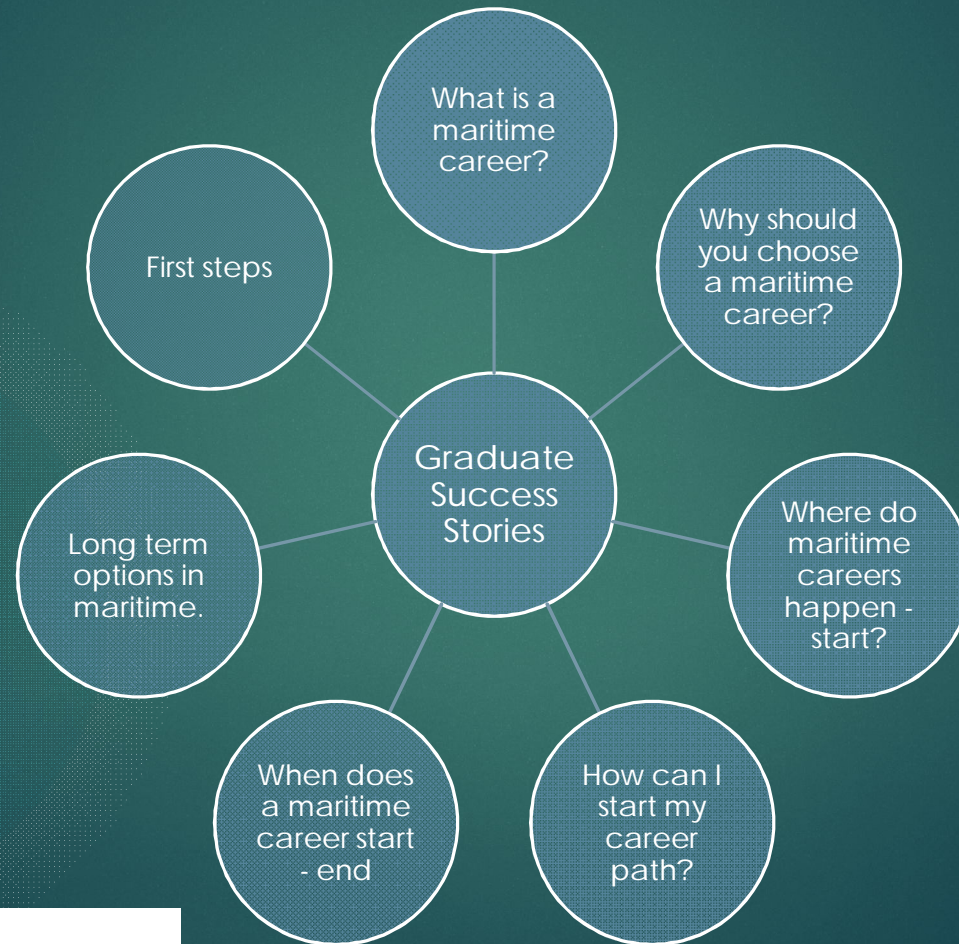 What is a
maritime
career?
Why should
you choose
a maritime
career?
Where do
maritime
careers
happen -
start?
How can I
start my
career
path?
When does
a maritime
career start
- end
Long term
options in
maritime.
First steps
Graduate
Success
Stories